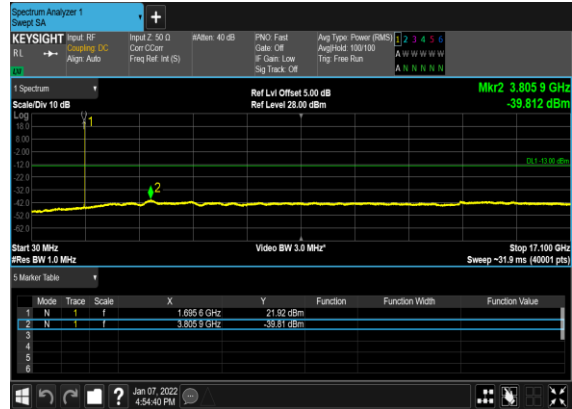 Spectrum Analyzer 1
Swept SA
KEYSIGHT Input: RF Input Z: 50 Ω #Atten: 40 dB PNO: Fast Avg Type: Power (RMS) 1 2 3 4 5 6
RL Coupling: DC Corr CCorr Gate: Off Avg|Hold: 100/100 A W W W W W
Align: Auto Freq Ref: Int (S) IF Gain: Low Trig: Free Run
Sig Track: Off A N N N N N
1 Spectrum Ref Lvl Offset 5.00 dB Mkr2 3.805 9 GHz
Scale/Div 10 dB Ref Level 28.00 dBm -39.812 dBm
Log
18.0
1
8.00
-2.00
-12.0 DL1 -13.00 dBm
-22.0
-32.0
2
-42.0
-52.0
-62.0
Start 30 MHz Video BW 3.0 MHz* Stop 17.100 GHz
#Res BW 1.0 MHz Sweep ~31.9 ms (40001 pts)
5 Marker Table
Mode Trace Scale X Y Function Function Width Function Value
1 N 1 f 1.695 6 GHz 21.92 dBm
2 N 1 f 3.805 9 GHz -39.81 dBm
3
4
5
6
? Jan 07, 2022
4:54:40 PM